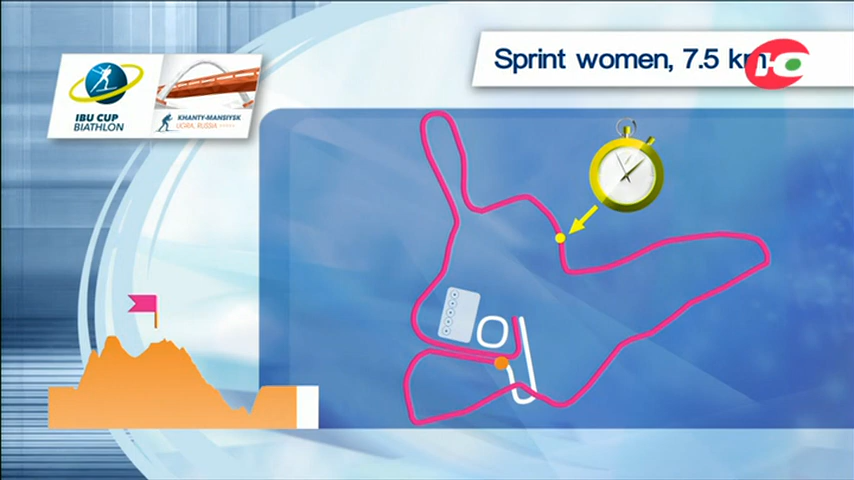 Sprint women, 7.5 km
Ю
IBU CUP
BIATHLON
KHANTY-MANSIYSK
UGRA, RUSSIA